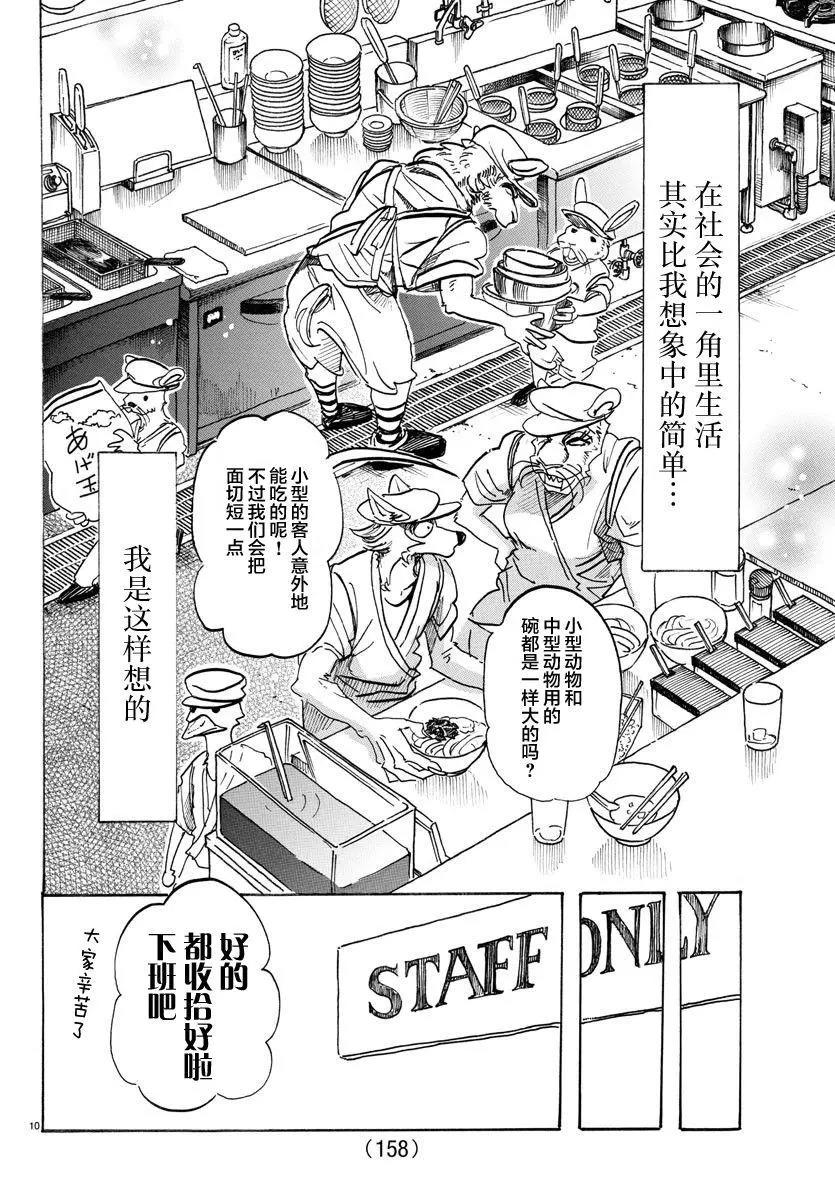 在社会的一角里生活
其实比我想象中的简单…
小型动物和
中型动物用的
碗都是一样大的吗？
小型的客人意外地
能吃的呢！
不过我们会把
面切短一点
あげ玉
我是这样想的
STAFF ONLY
好的
都收拾好啦
下班吧
大家辛苦了
10
（158）